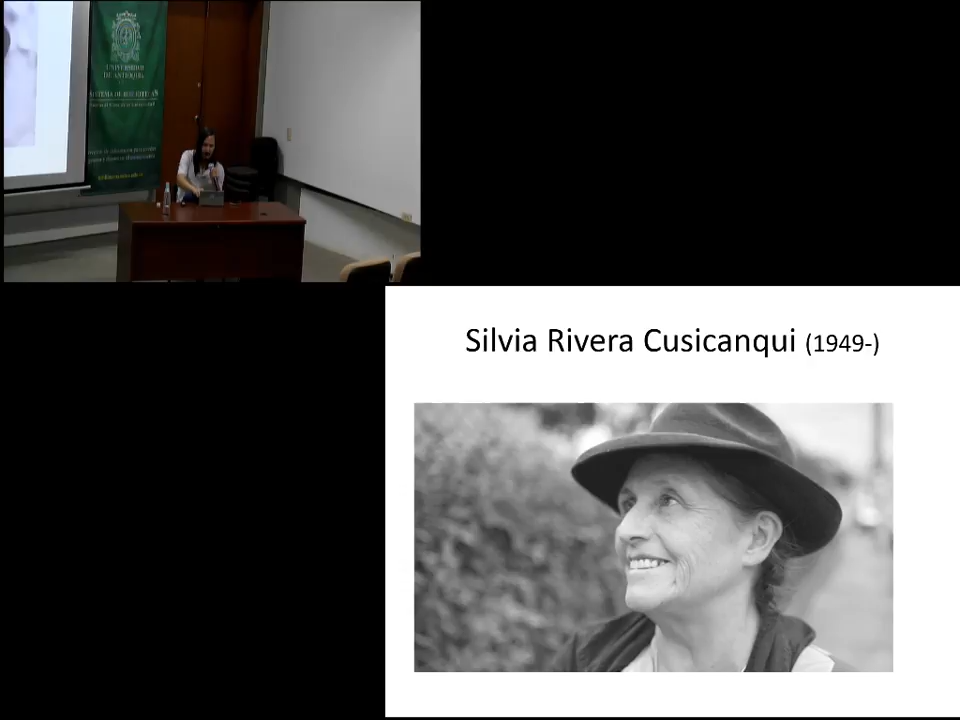 UNIVERSIDAD
DE ANTIOQUIA
SISTEMA DE BIBLIOTECAS
Silvia Rivera Cusicanqui (1949-)